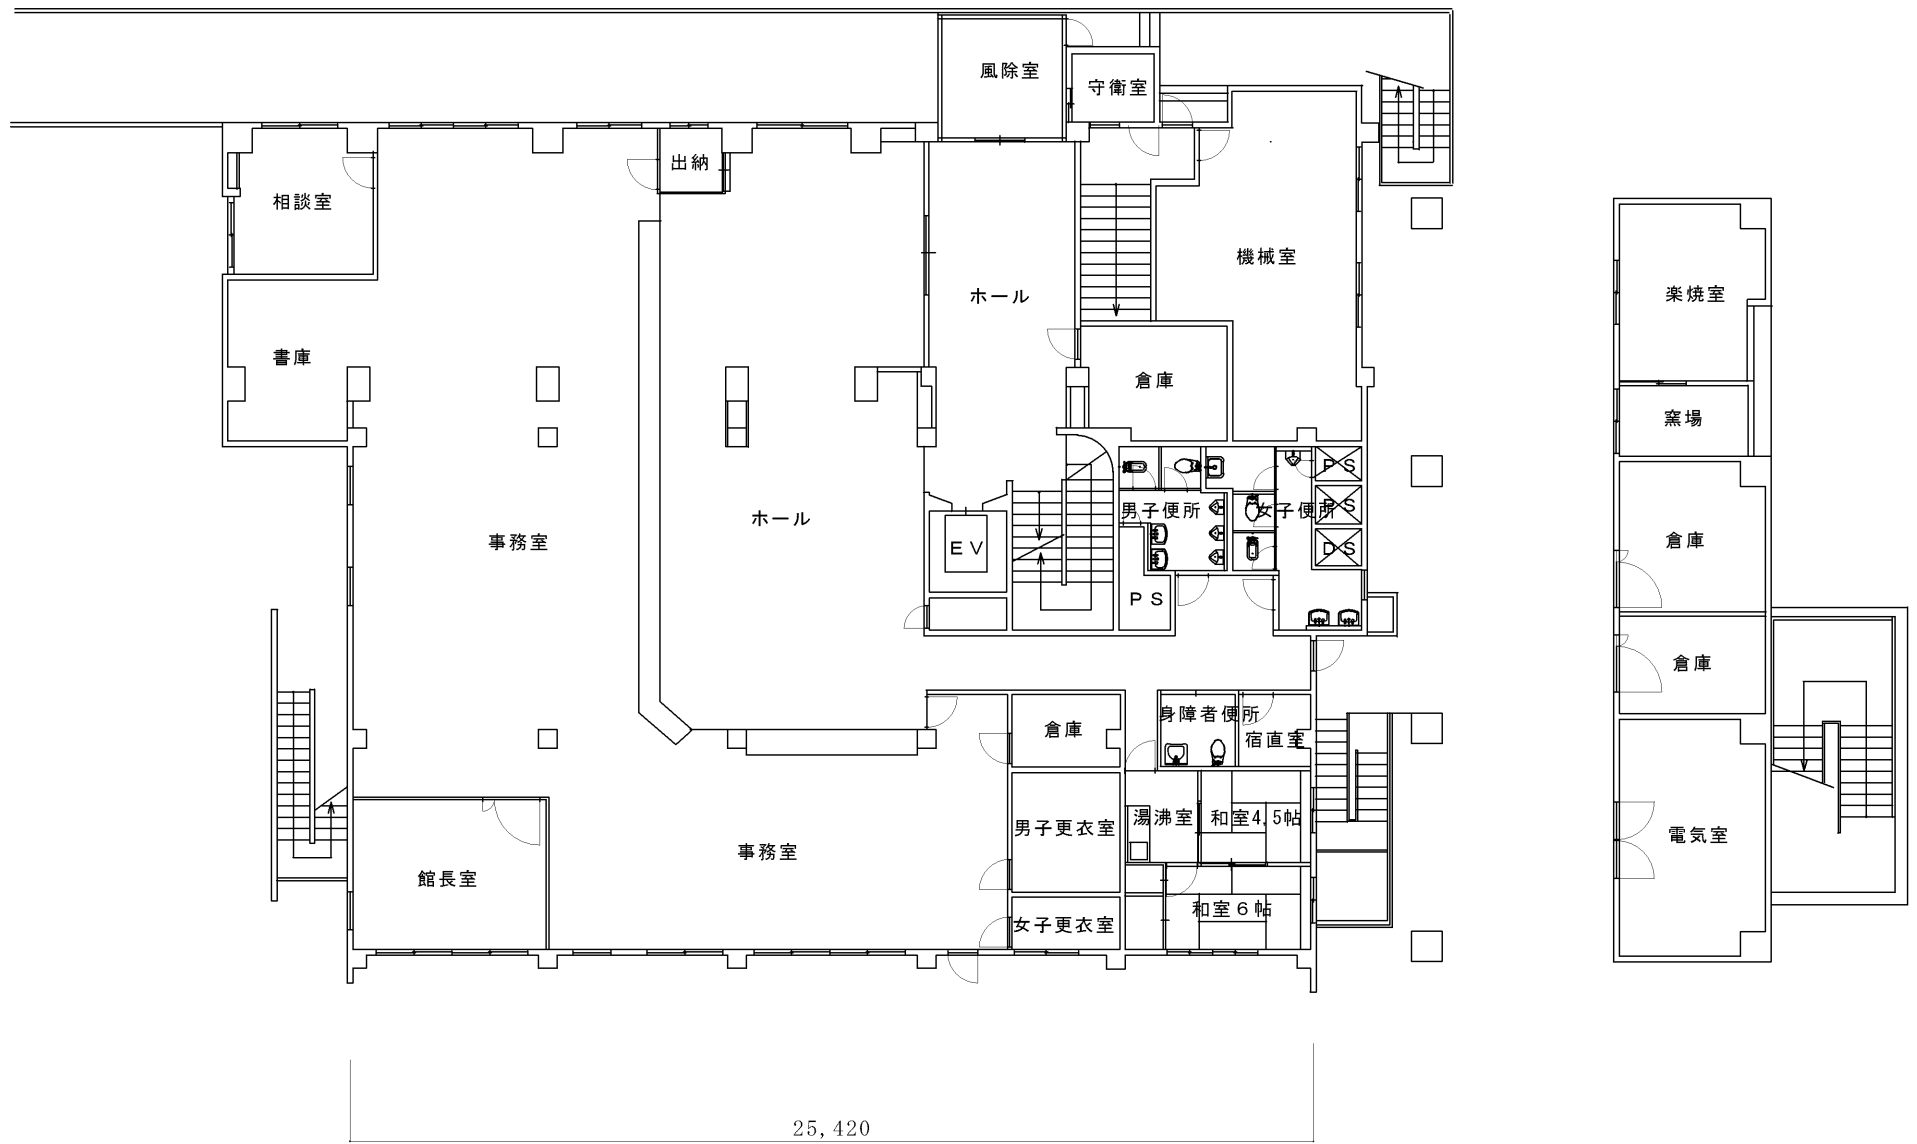 風除室
守衛室
出納
相談室
機械室
ホール
楽焼室
書庫
倉庫
窯場
PS
男子便所
女子便所
PS
ホール
事務室
EV
DS
倉庫
PS
倉庫
身障者便所
倉庫
宿直室
湯沸室
和室4,5帖
男子更衣室
電気室
事務室
館長室
和室6帖
女子更衣室
25,420